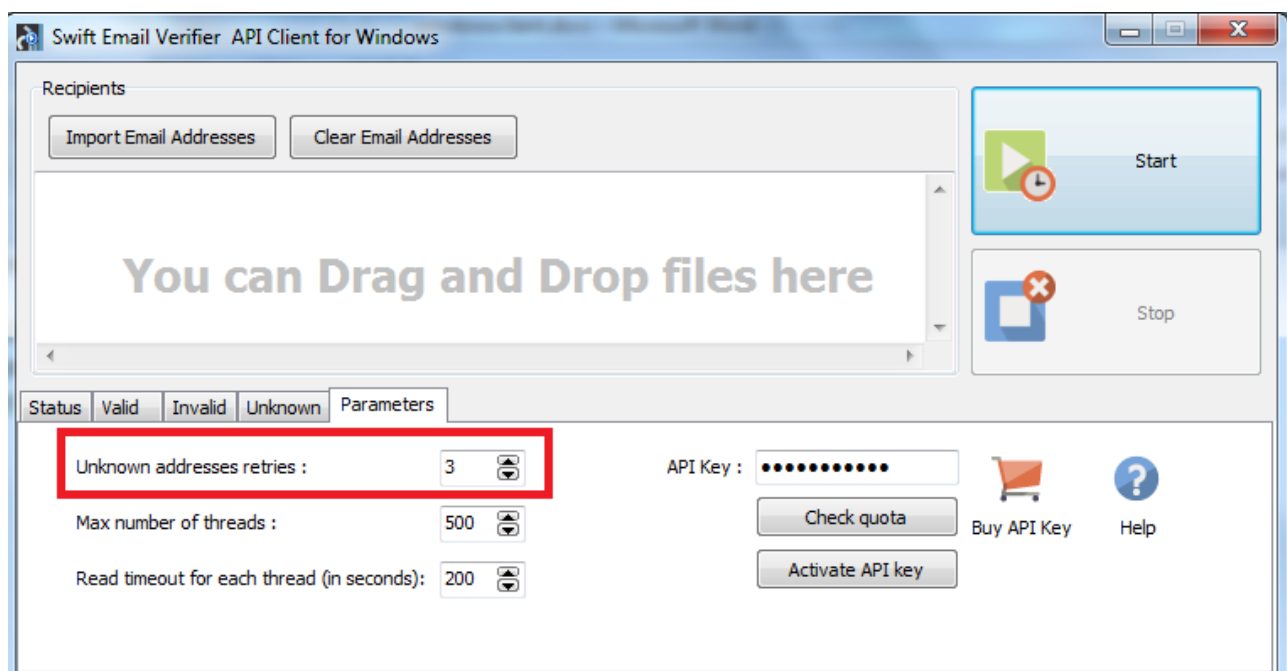 Swift Email Verifier  API Client for Windows
Recipients
Import Email Addresses
Clear Email Addresses
Start
You can Drag and Drop files here
Stop
Status
Valid
Invalid
Unknown
Parameters
Unknown addresses retries : 3
API Key : •••••••••••
Max number of threads : 500
Check quota
Buy API Key
Help
Read timeout for each thread (in seconds): 200
Activate API key